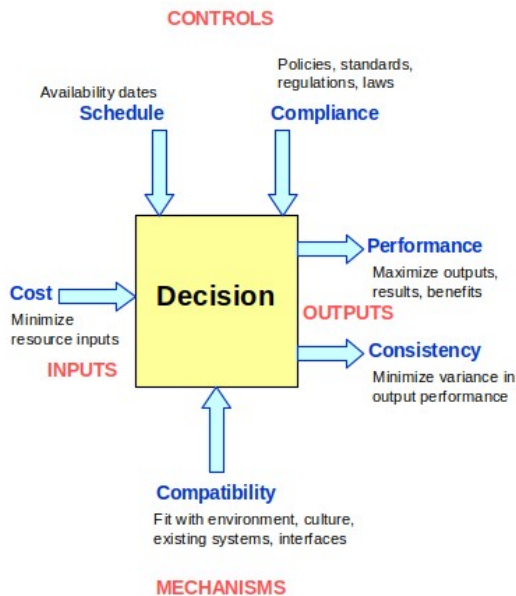 CONTROLS
Policies, standards,
regulations, laws
Compliance
Availability dates
Schedule
Performance
Maximize outputs,
results, benefits
Cost
Minimize
resource inputs
INPUTS
Decision
OUTPUTS
Consistency
Minimize variance in
output performance
Compatibility
Fit with environment, culture,
existing systems, interfaces
MECHANISMS